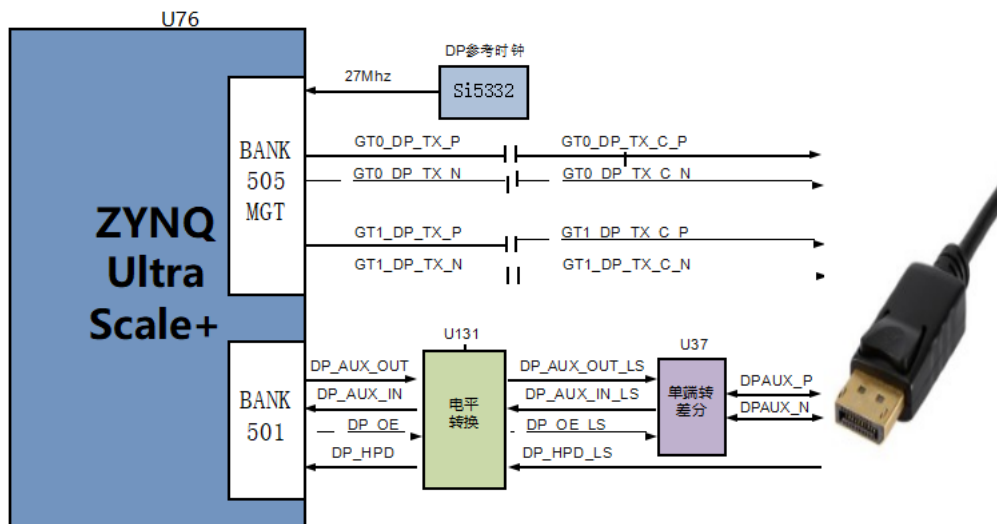 U76
DP参考时钟
27Mhz
Si5332
BANK
505
MGT
GT0_DP_TX_P
GT0_DP_TX_C_P
GT0_DP_TX_N
GT0_DP_TX_C_N
GT1_DP_TX_P
GT1_DP_TX_C_P
GT1_DP_TX_N
GT1_DP_TX_C_N
ZYNQ
Ultra
Scale+
U131
U37
BANK
501
DP_AUX_OUT
DP_AUX_OUT_LS
DP_AUX_IN
DP_AUX_IN_LS
DP_OE
DP_OE_LS
DP_HPD
DP_HPD_LS
电平
转换
单端转
差分
DPAUX_P
DPAUX_N